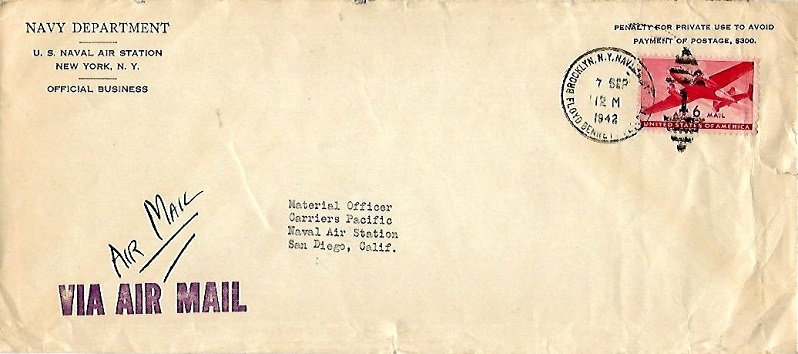 NAVY DEPARTMENT
U. S. NAVAL AIR STATION
NEW YORK, N. Y.
OFFICIAL BUSINESS
PENALTY FOR PRIVATE USE TO AVOID
PAYMENT OF POSTAGE, $300.
BROOKLYN, N.Y. NAVAL
FLOYD BENNETT
7 SEP
12 M
1942
1
6 MAIL
UNITED STATES OF AMERICA
Material Officer
Carriers Pacific
Naval Air Station
San Diego, Calif.
AIR MAIL
VIA AIR MAIL